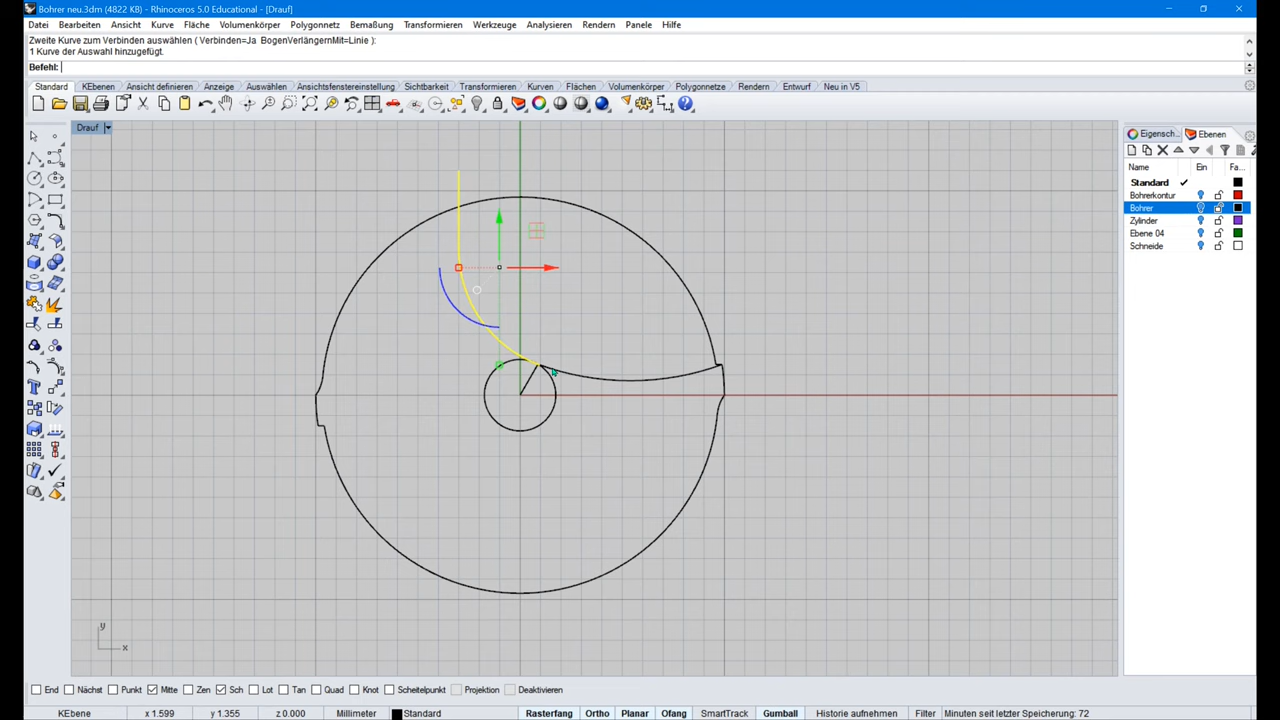 Bohrer neu.3dm (4822 KB) - Rhinoceros 5.0 Educational - [Drauf]
Datei Bearbeiten Ansicht Kurve Fläche Volumenkörper Polygonnetz Bemaßung Transformieren Werkzeuge Analysieren Rendern Panele Hilfe
Zweite Kurve zum Verbinden auswählen ( Verbinden=Ja BogenVerlängernMit=Linie ):
1 Kurve der Auswahl hinzugefügt.
Befehl:
Standard KEbenen Ansicht definieren Anzeige Auswählen Ansichtsfenstereinstellung Sichtbarkeit Transformieren Kurven Flächen Volumenkörper Polygonnetze Rendern Entwurf Neu in V5
Drauf
Eigensch... Ebenen
Name Ein Fa...
Standard
Bohrerkontur
Bohrer
Zylinder
Ebene 04
Schneide
y
x
End Nächst Punkt Mitte Zen Sch Lot Tan Quad Knot Scheitelpunkt Projektion Deaktivieren
KEbene x 1.599 y 1.355 z 0.000 Millimeter Standard Rasterfang Ortho Planar Ofang SmartTrack Gumball Historie aufnehmen Filter Minuten seit letzter Speicherung: 72